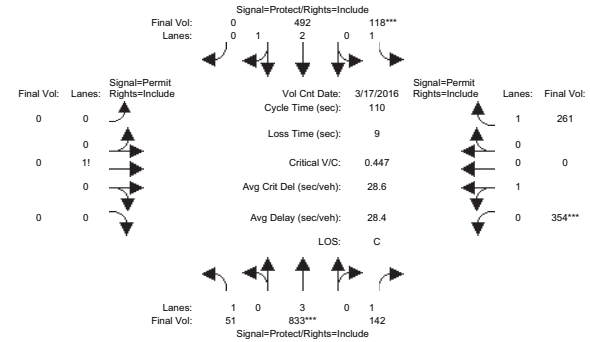 Signal=Protect/Rights=Include
Final Vol: 0 492 118***
Lanes: 0 1 2 0 1
Signal=Permit Signal=Permit
Final Vol: Lanes: Rights=Include Vol Cnt Date: 3/17/2016 Rights=Include Lanes: Final Vol:
Cycle Time (sec): 110
0 0 1 261
Loss Time (sec): 9
0 0
0 1! Critical V/C: 0.447 0 0
0 Avg Crit Del (sec/veh): 28.6 1
0 0 Avg Delay (sec/veh): 28.4 0 354***
LOS: C
Lanes: 1 0 3 0 1
Final Vol: 51 833*** 142
Signal=Protect/Rights=Include